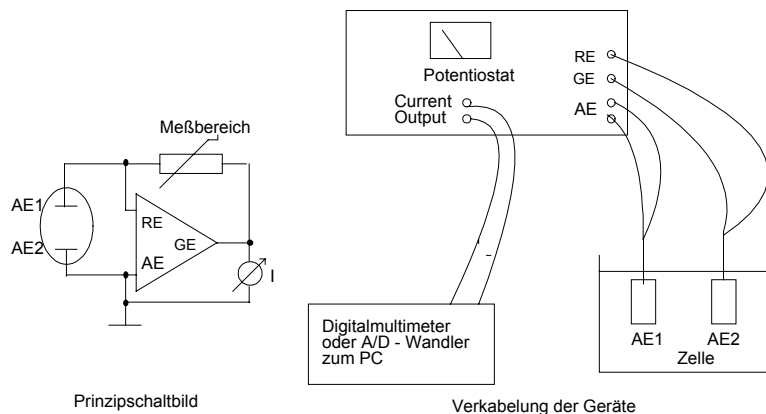 Meßbereich
AE1
AE2
RE
GE
AE
I
Prinzipschaltbild
Potentiostat
RE
GE
AE
Current
Output
Digitalmultimeter
oder A/D - Wandler
zum PC
AE1
AE2
Zelle
Verkabelung der Geräte